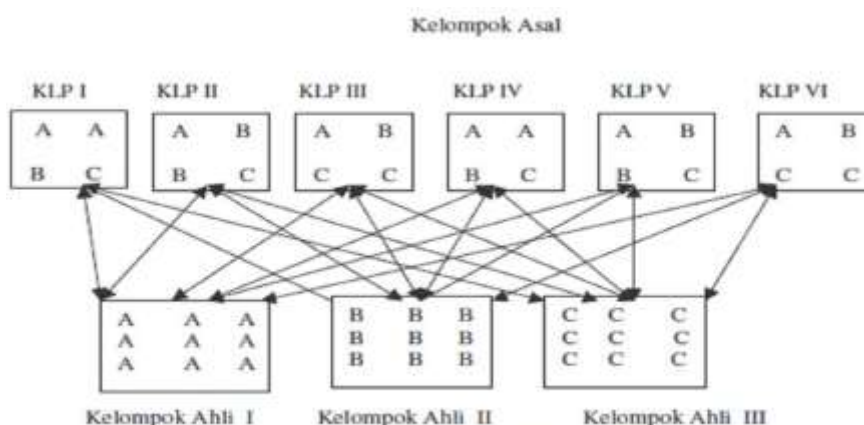 Kelompok Asal
KLP I KLP II KLP III KLP IV KLP V KLP VI
A A A B A B A A A B A B
B C B C C C B C B C C C
A A A B B B C C C
A A A B B B C C C
A A A B B B C C C
Kelompok Ahli I Kelompok Ahli II Kelompok Ahli III